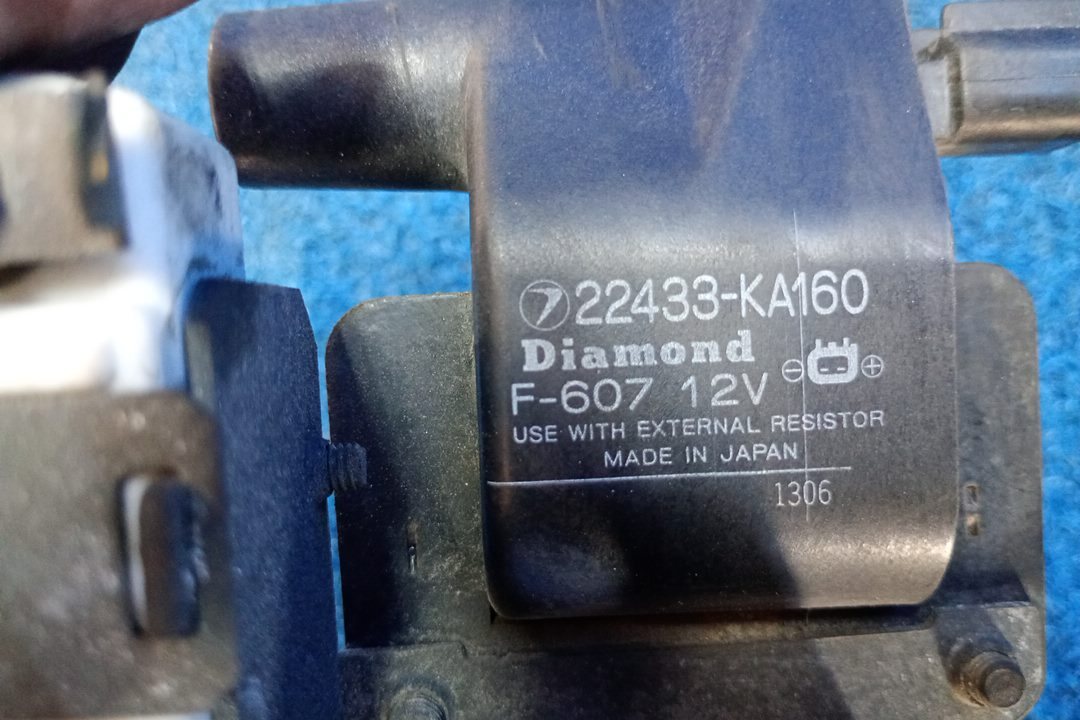 22433-KA160
Diamond
F-607 12V
⊖ ⊕
USE WITH EXTERNAL RESISTOR
MADE IN JAPAN
1306